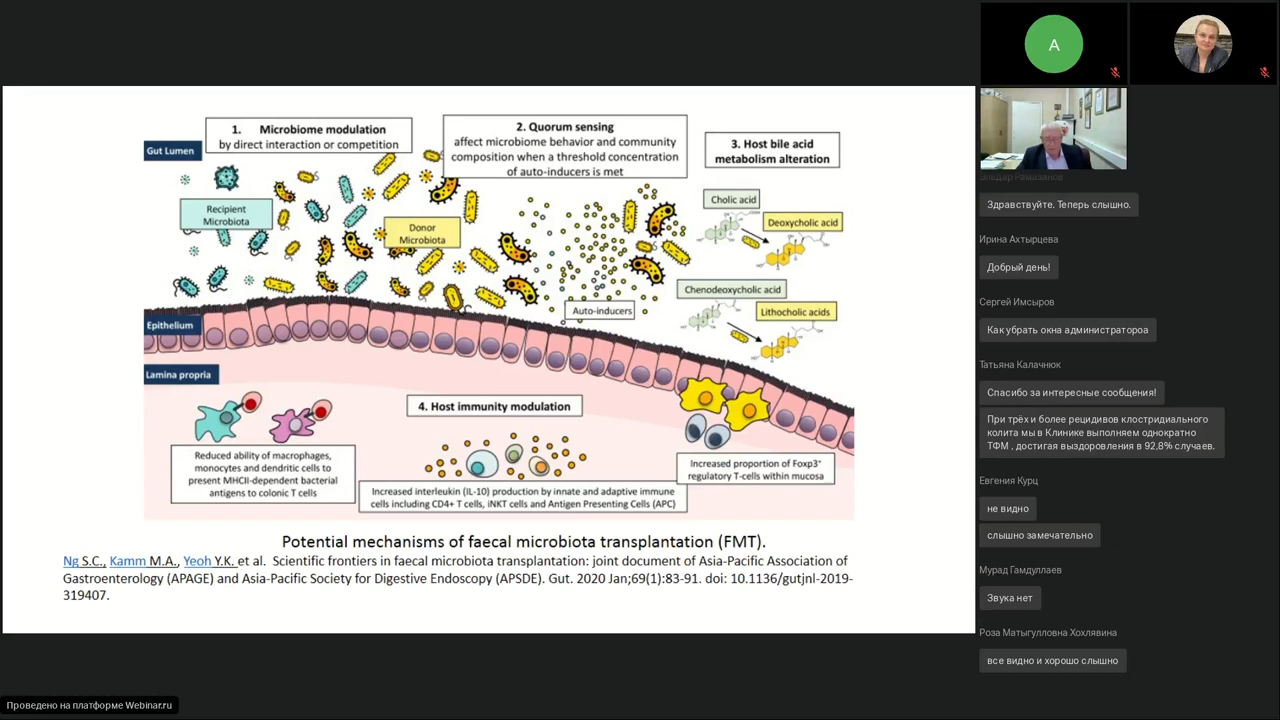 1. Microbiome modulation
by direct interaction or competition
2. Quorum sensing
affect microbiome behavior and community
composition when a threshold concentration
of auto-inducers is met
3. Host bile acid
metabolism alteration
Gut Lumen
Recipient
Microbiota
Donor
Microbiota
Cholic acid
Deoxycholic acid
Chenodeoxycholic acid
Lithocholic acids
Auto-inducers
Epithelium
Lamina propria
4. Host immunity modulation
Reduced ability of macrophages,
monocytes and dendritic cells to
present MHCII-dependent bacterial
antigens to colonic T cells
Increased interleukin (IL-10) production by innate and adaptive immune
cells including CD4+ T cells, iNKT cells and Antigen Presenting Cells (APC)
Increased proportion of Foxp3⁺
regulatory T-cells within mucosa
Potential mechanisms of faecal microbiota transplantation (FMT).
Ng S.C., Kamm M.A., Yeoh Y.K. et al. Scientific frontiers in faecal microbiota transplantation: joint document of Asia-Pacific Association of
Gastroenterology (APAGE) and Asia-Pacific Society for Digestive Endoscopy (APSDE). Gut. 2020 Jan;69(1):83-91. doi: 10.1136/gutjnl-2019-
319407.
A
Здравствуйте. Теперь слышно.
Ирина Ахтырцева
Добрый день!
Сергей Имсыров
Как убрать окна администратороа
Татьяна Калачнюк
Спасибо за интересные сообщения!
При трёх и более рецидивов клостридиального
колита мы в Клинике выполняем однократно
ТФМ , достигая выздоровления в 92,8% случаев.
Евгения Курц
не видно
слышно замечательно
Мурад Гамдуллаев
Звука нет
Роза Матыгулловна Хохлявина
все видно и хорошо слышно
Проведено на платформе Webinar.ru